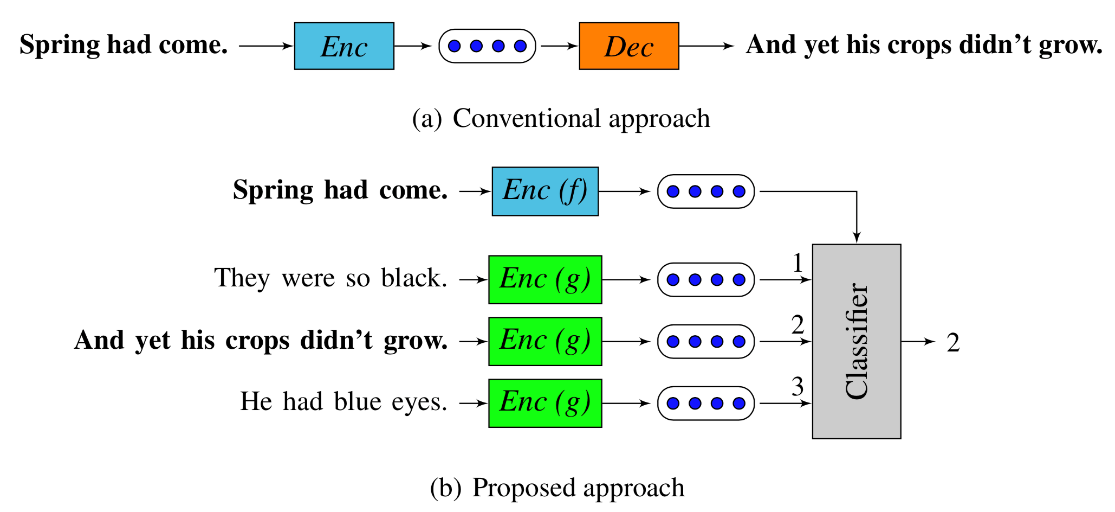 Spring had come. Enc Dec And yet his crops didn't grow.
(a) Conventional approach
Spring had come. Enc (f)
They were so black. Enc (g) 1
And yet his crops didn't grow. Enc (g) 2 Classifier 2
He had blue eyes. Enc (g) 3
(b) Proposed approach